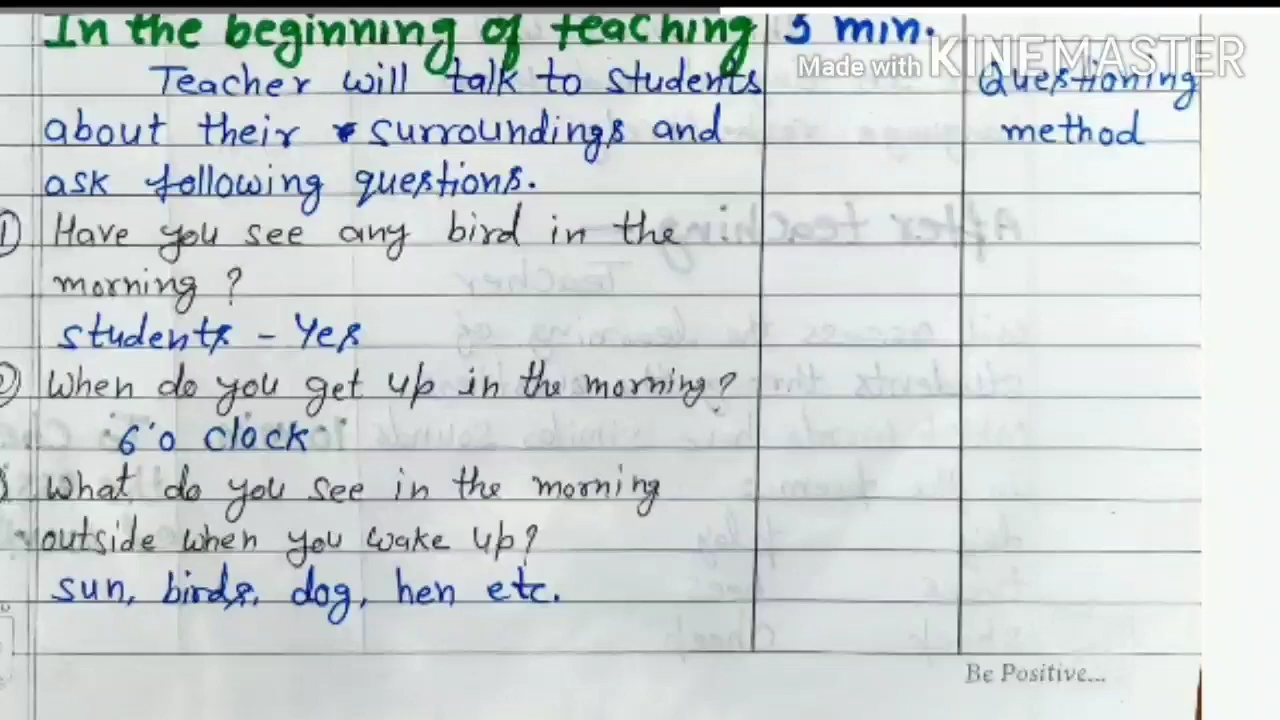 In the beginning of teaching 5 min.
Made with KINEMASTER
Teacher will talk to students Questioning
about their surroundings and method
ask following questions.
① Have you see any bird in the
morning ?
students - Yes
② When do you get up in the morning?
6'o clock
What do you see in the morning
outside when you wake up?
sun, birds, dog, hen etc.
Be Positive...